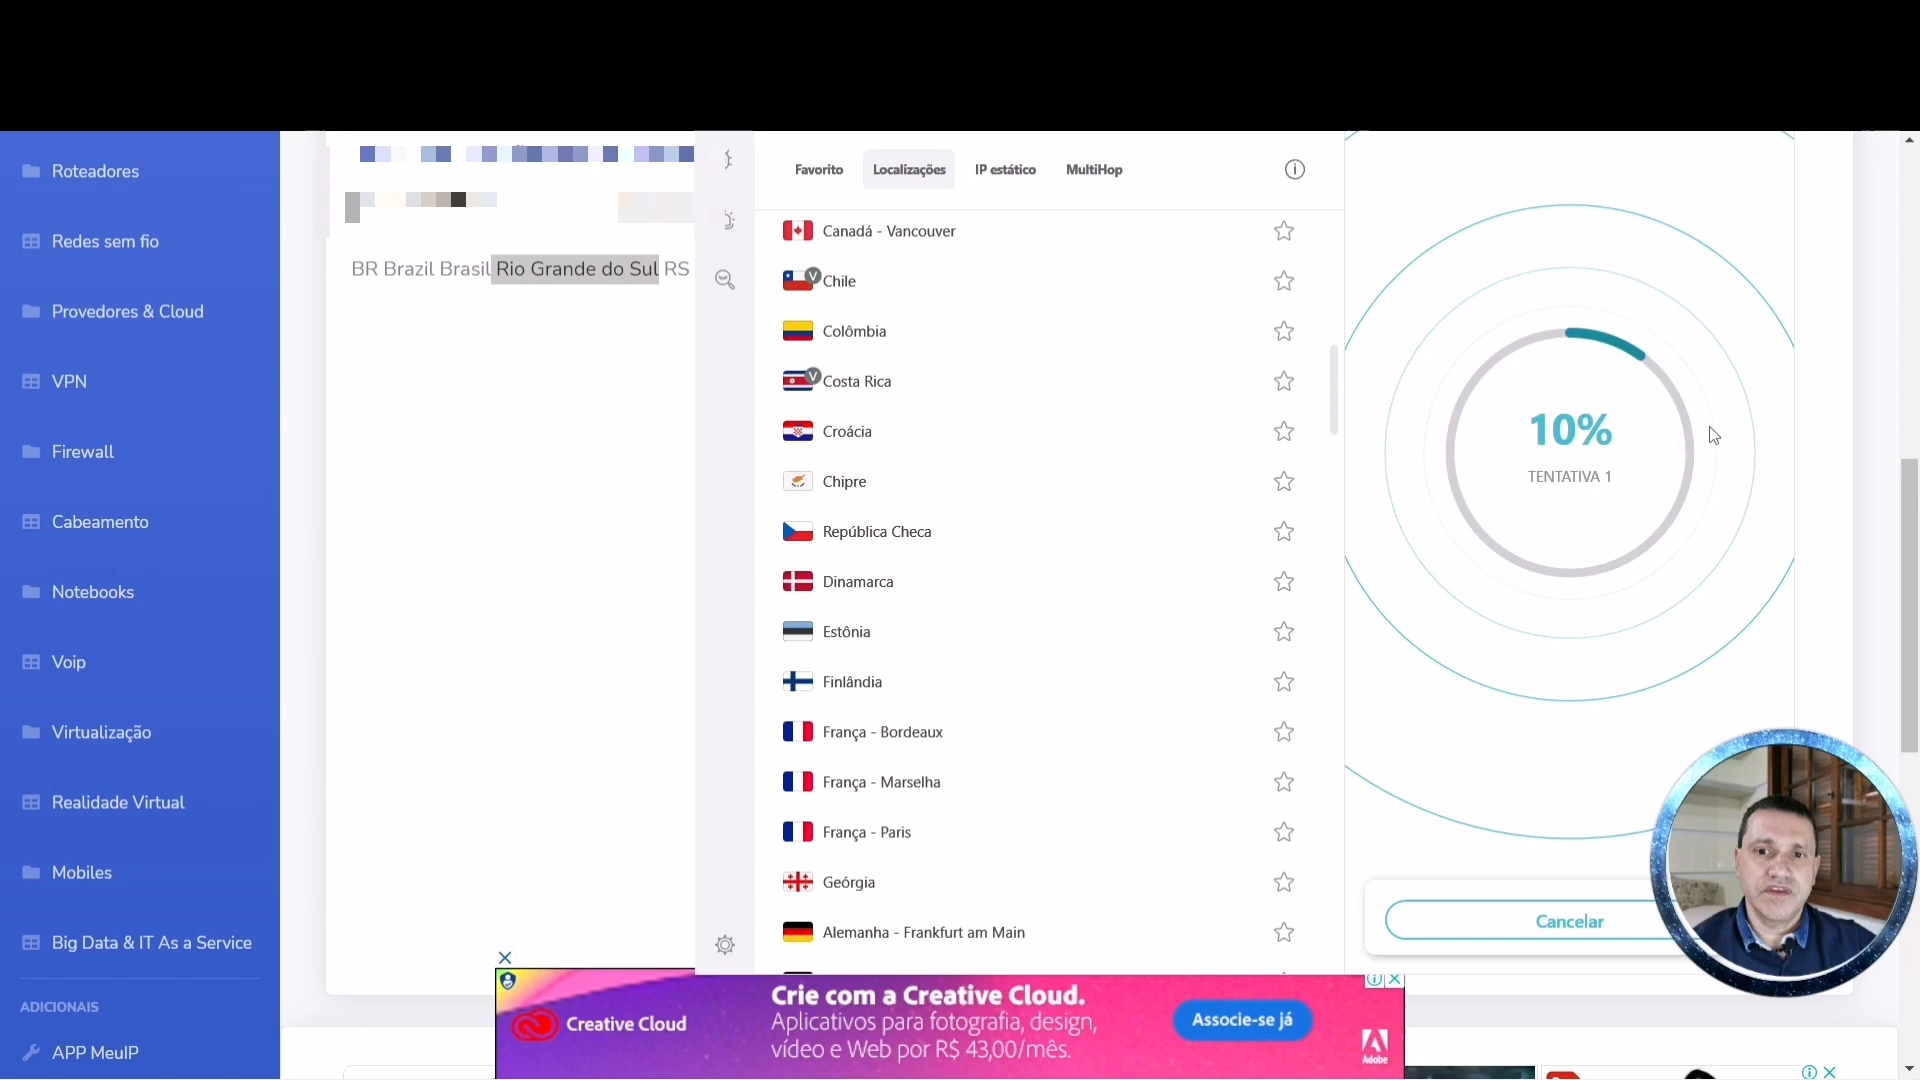 Roteadores
Redes sem fio
Provedores & Cloud
VPN
Firewall
Cabeamento
Notebooks
Voip
Virtualização
Realidade Virtual
Mobiles
Big Data & IT As a Service
ADICIONAIS
APP MeuIP
BR Brazil Brasil Rio Grande do Sul RS
Favorito
Localizações
IP estático
MultiHop
Canadá - Vancouver
V
Chile
Colômbia
V
Costa Rica
Croácia
Chipre
República Checa
Dinamarca
Estônia
Finlândia
França - Bordeaux
França - Marselha
França - Paris
Geórgia
Alemanha - Frankfurt am Main
10%
TENTATIVA 1
Cancelar
Creative Cloud
Crie com a Creative Cloud.
Aplicativos para fotografia, design,
vídeo e Web por R$ 43,00/mês.
Associe-se já
Adobe